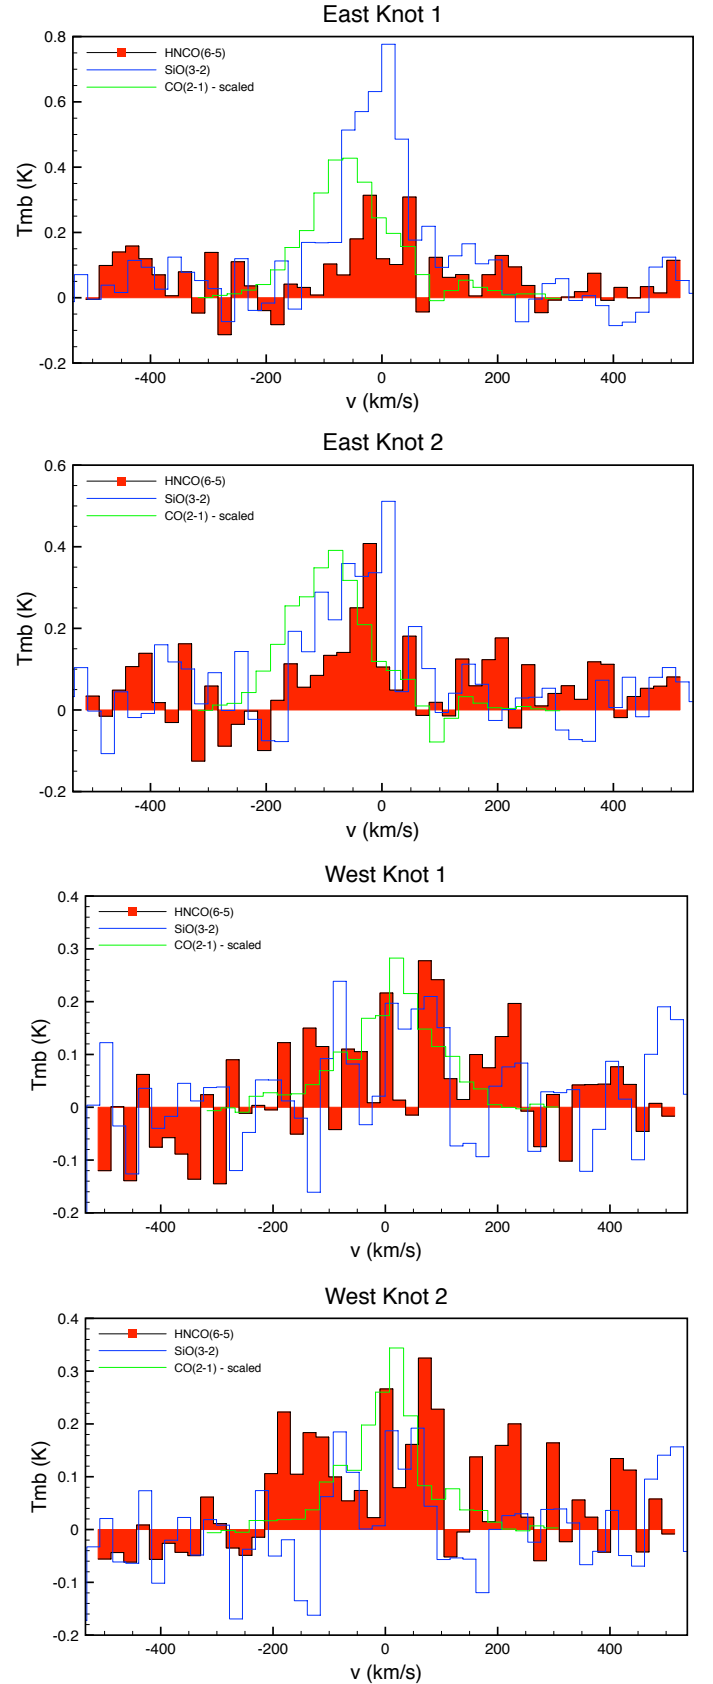 East Knot 1
0.8
HNCO(6-5)
SiO(3-2)
CO(2-1) - scaled
0.6
0.4
Tmb (K)
0.2
0
-0.2
-400 -200 0 200 400
v (km/s)
East Knot 2
0.6
HNCO(6-5)
SiO(3-2)
CO(2-1) - scaled
0.4
Tmb (K)
0.2
0
-0.2
-400 -200 0 200 400
v (km/s)
West Knot 1
0.4
HNCO(6-5)
SiO(3-2)
CO(2-1) - scaled
0.3
0.2
Tmb (K)
0.1
0
-0.1
-0.2
-400 -200 0 200 400
v (km/s)
West Knot 2
0.4
HNCO(6-5)
SiO(3-2)
CO(2-1) - scaled
0.3
0.2
Tmb (K)
0.1
0
-0.1
-0.2
-400 -200 0 200 400
v (km/s)